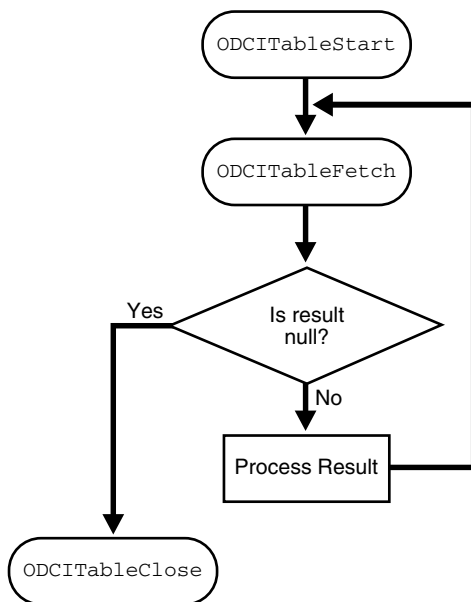 ODCITableStart
ODCITableFetch
Is result
null?
Yes
No
Process Result
ODCITableClose